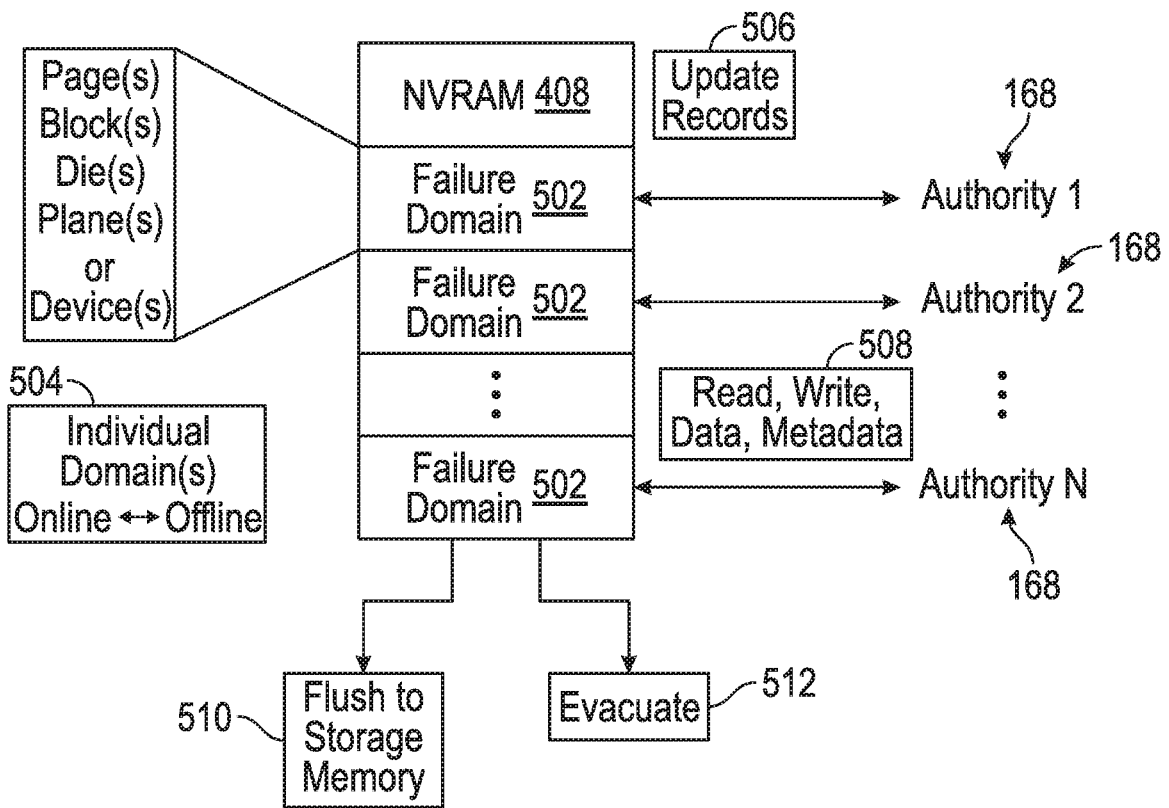 506
Page(s)
Block(s)
Die(s)
Plane(s)
or
Device(s)
NVRAM 408
Update
Records
168
Failure
Domain 502
Authority 1
168
Failure
Domain 502
Authority 2
508
504
Individual
Domain(s)
Online ↔ Offline
Read, Write,
Data, Metadata
Failure
Domain 502
Authority N
168
510
Flush to
Storage
Memory
Evacuate
512